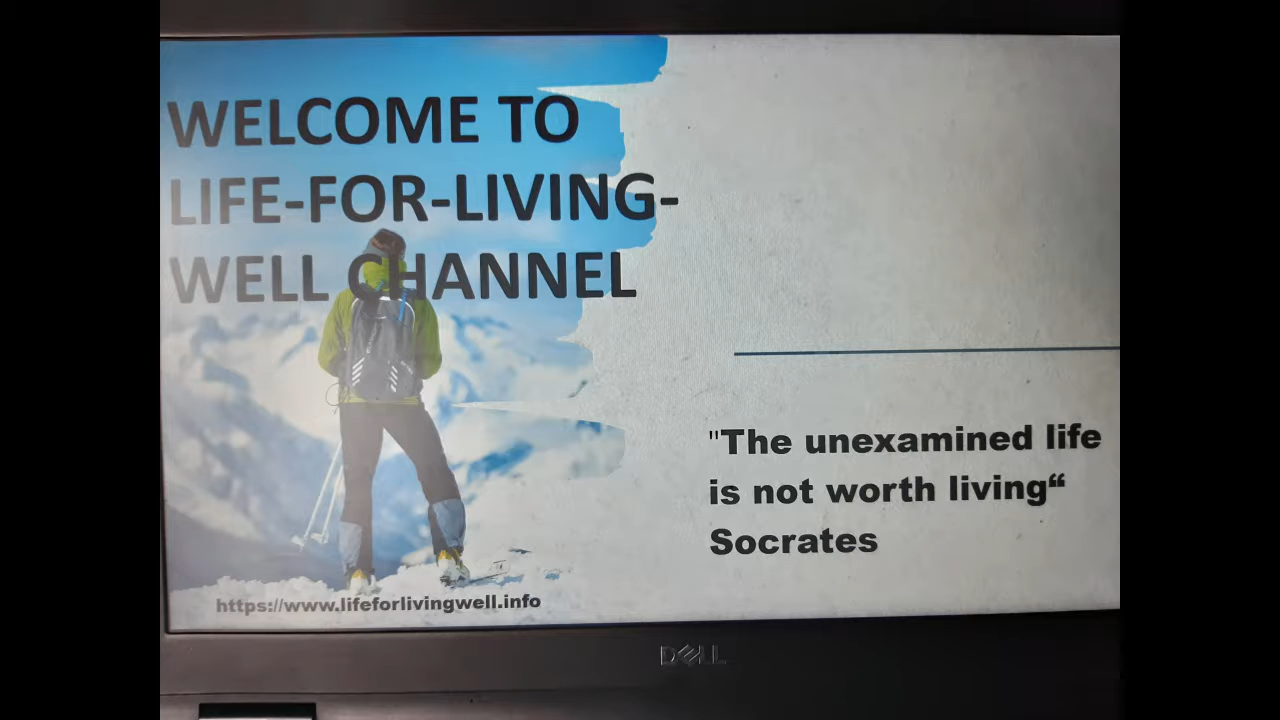 WELCOME TO
LIFE-FOR-LIVING-
WELL CHANNEL
"The unexamined life
is not worth living“
Socrates
https://www.lifeforlivingwell.info
DELL